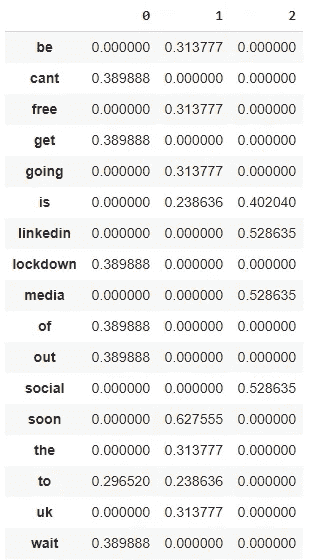 0 1 2
be 0.000000 0.313777 0.000000
cant 0.389888 0.000000 0.000000
free 0.000000 0.313777 0.000000
get 0.389888 0.000000 0.000000
going 0.000000 0.313777 0.000000
is 0.000000 0.238636 0.402040
linkedin 0.000000 0.000000 0.528635
lockdown 0.389888 0.000000 0.000000
media 0.000000 0.000000 0.528635
of 0.389888 0.000000 0.000000
out 0.389888 0.000000 0.000000
social 0.000000 0.000000 0.528635
soon 0.000000 0.627555 0.000000
the 0.000000 0.313777 0.000000
to 0.296520 0.238636 0.000000
uk 0.000000 0.313777 0.000000
wait 0.389888 0.000000 0.000000